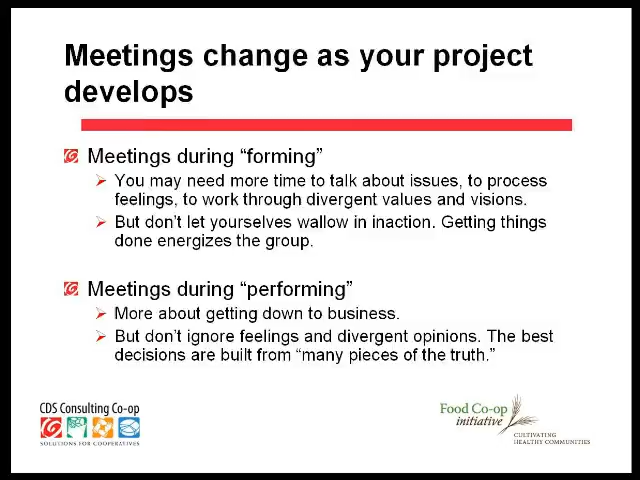 Meetings change as your project
develops
Meetings during “forming”
You may need more time to talk about issues, to process
feelings, to work through divergent values and visions.
But don’t let yourselves wallow in inaction. Getting things
done energizes the group.
Meetings during “performing”
More about getting down to business.
But don’t ignore feelings and divergent opinions. The best
decisions are built from “many pieces of the truth.”
CDS Consulting Co-op
SOLUTIONS FOR COOPERATIVES
Food Co-op
initiative
CULTIVATING
HEALTHY COMMUNITIES